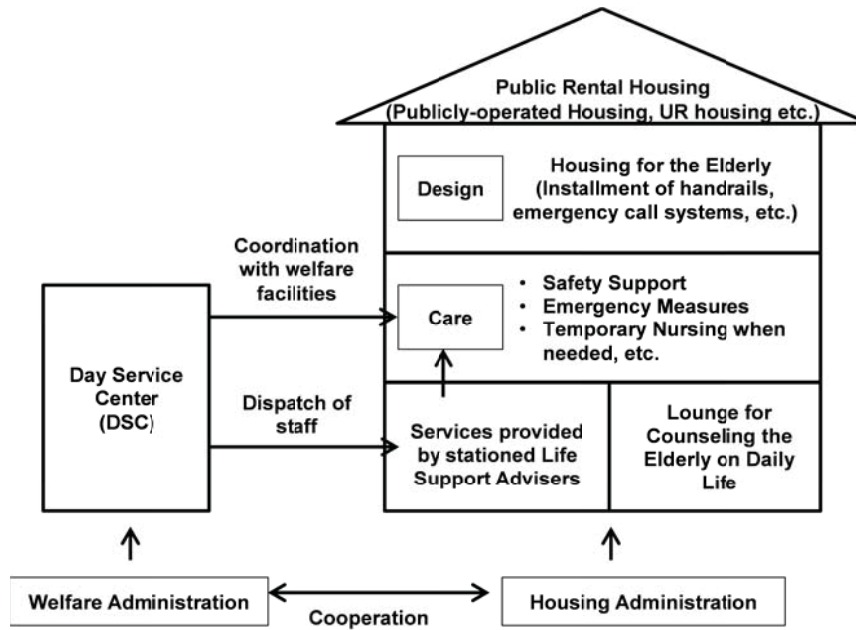 Public Rental Housing
(Publicly-operated Housing, UR housing etc.)
Design
Housing for the Elderly
(Installment of handrails,
emergency call systems, etc.)
Coordination
with welfare
facilities
Care
• Safety Support
• Emergency Measures
• Temporary Nursing when
needed, etc.
Day Service
Center
(DSC)
Dispatch of
staff
Services provided
by stationed Life
Support Advisers
Lounge for
Counseling the
Elderly on Daily
Life
Welfare Administration
Cooperation
Housing Administration